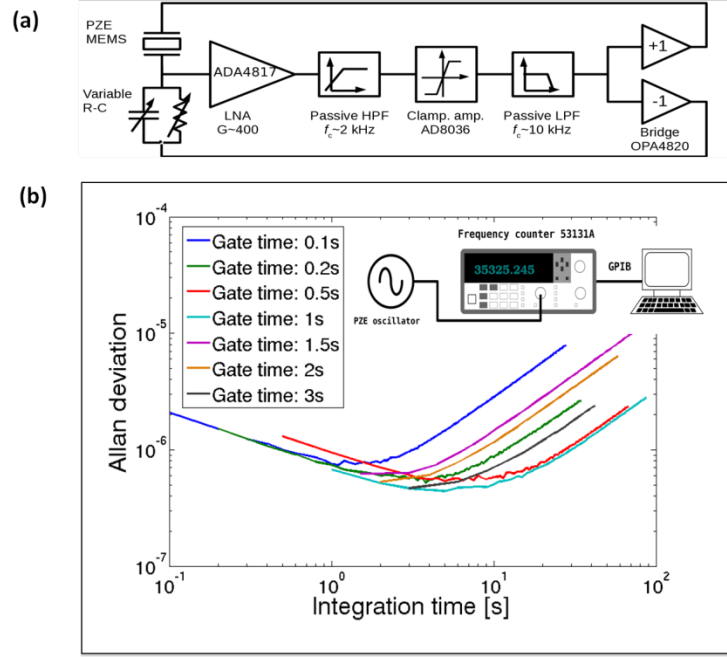 (a)
PZE
MEMS
Variable
R-C
ADA4817
LNA
G~400
Passive HPF
fc~2 kHz
Clamp. amp.
AD8036
Passive LPF
fc~10 kHz
+1
-1
Bridge
OPA4820
(b)
Allan deviation
10-4
10-5
10-6
10-7
Gate time: 0.1s
Gate time: 0.2s
Gate time: 0.5s
Gate time: 1s
Gate time: 1.5s
Gate time: 2s
Gate time: 3s
Frequency counter 53131A
35325.245
GPIB
PZE oscillator
10-1
100
101
102
Integration time [s]